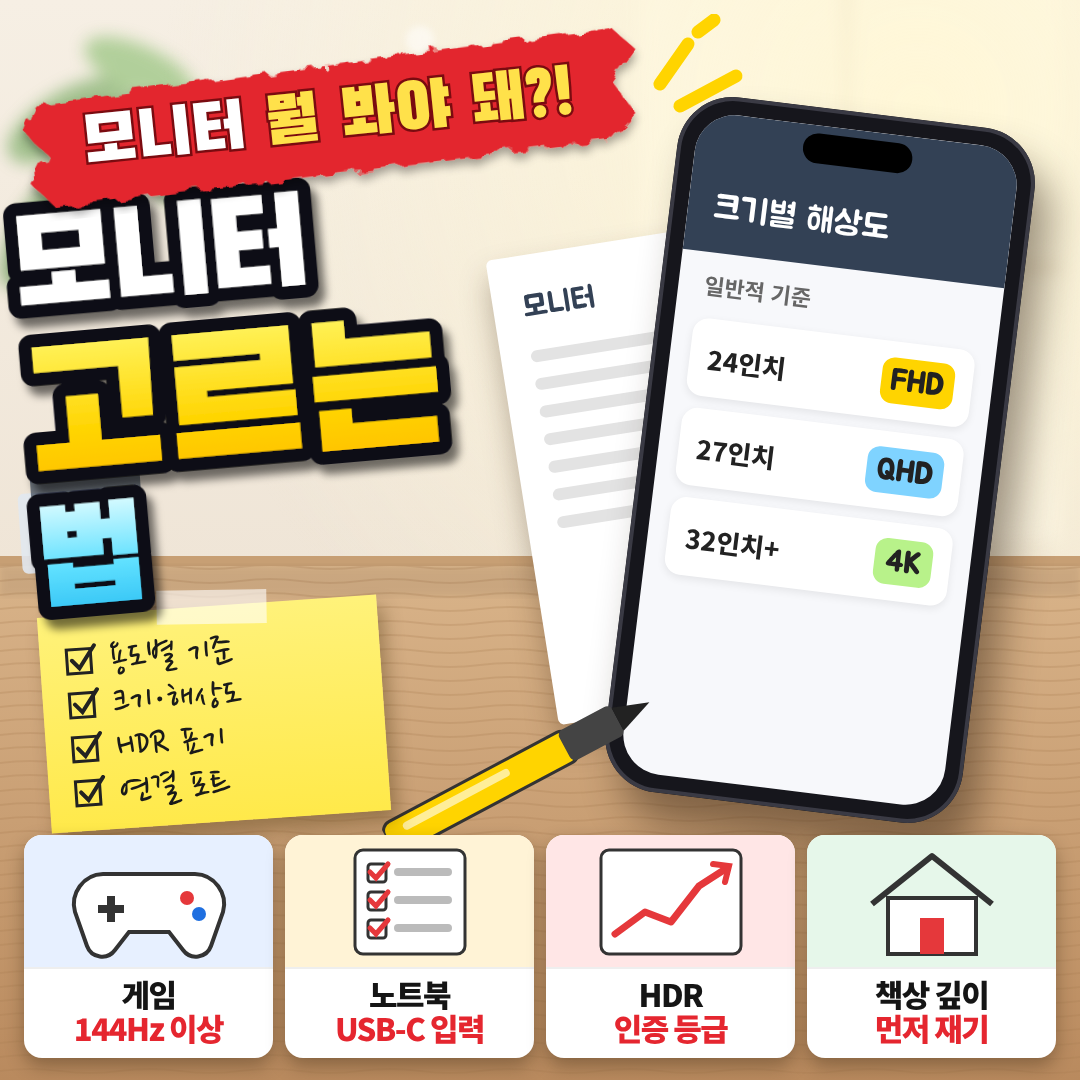 모니터 뭘 봐야 돼?!
모니터
고르는
법
모니터
크기별 해상도
일반적 기준
24인치 FHD
27인치 QHD
32인치+ 4K
용도별 기준
크기·해상도
HDR 표기
연결 포트
게임
144Hz 이상
노트북
USB-C 입력
HDR
인증 등급
책상 깊이
먼저 재기